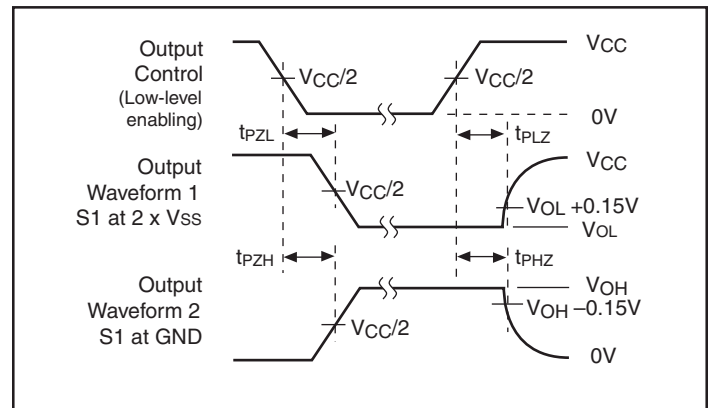 Output
Control
(Low-level
enabling)
VCC/2
VCC/2
VCC
0V
tPZL
tPLZ
Output
Waveform 1
S1 at 2 x VSS
VCC/2
VCC
VOL +0.15V
VOL
tPZH
tPHZ
Output
Waveform 2
S1 at GND
VCC/2
VOH
VOH –0.15V
0V